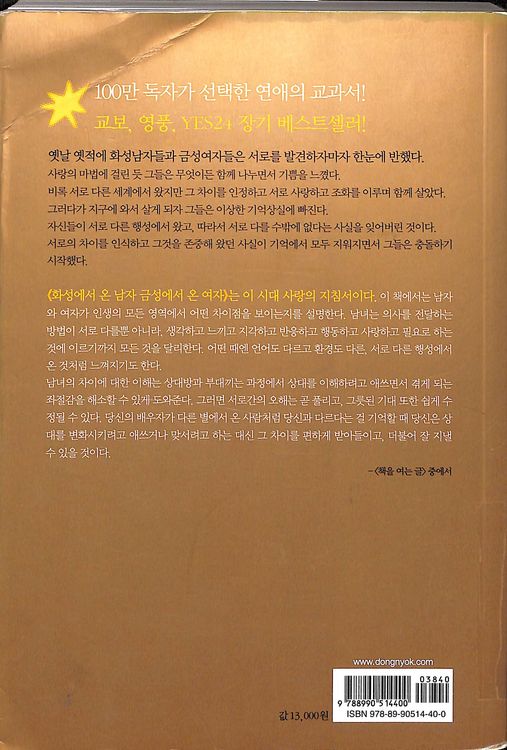 100만 독자가 선택한 연애의 교과서!
교보, 영풍, YES24 장기 베스트셀러!
옛날 옛적에 화성남자들과 금성여자들은 서로를 발견하자마자 한눈에 반했다.
사랑의 마법에 걸린 듯 그들은 무엇이든 함께 나누면서 기쁨을 느꼈다.
비록 서로 다른 세계에서 왔지만 그 차이를 인정하고 서로 사랑하고 조화를 이루며 함께 살았다.
그러다가 지구에 와서 살게 되자 그들은 이상한 기억상실에 빠진다.
자신들이 서로 다른 행성에서 왔고, 따라서 서로 다를 수밖에 없다는 사실을 잊어버린 것이다.
서로의 차이를 인식하고 그것을 존중해 왔던 사실이 기억에서 모두 지워지면서 그들은 충돌하기
시작했다.
《화성에서 온 남자 금성에서 온 여자》는 이 시대 사랑의 지침서이다. 이 책에서는 남자
와 여자가 인생의 모든 영역에서 어떤 차이점을 보이는지를 설명한다. 남녀는 의사를 전달하는
방법이 서로 다를뿐 아니라, 생각하고 느끼고 지각하고 반응하고 행동하고 사랑하고 필요로 하는
것에 이르기까지 모든 것을 달리한다. 어떤 때엔 언어도 다르고 환경도 다른, 서로 다른 행성에서
온 것처럼 느껴지기도 한다.
남녀의 차이에 대한 이해는 상대방과 부대끼는 과정에서 상대를 이해하려고 애쓰면서 겪게 되는
좌절감을 해소할 수 있게 도와준다. 그러면 서로간의 오해는 곧 풀리고, 그릇된 기대 또한 쉽게 수
정될 수 있다. 당신의 배우자가 다른 별에서 온 사람처럼 당신과 다르다는 걸 기억할 때 당신은 상
대를 변화시키려고 애쓰거나 맞서려고 하는 대신 그 차이를 편하게 받아들이고, 더불어 잘 지낼
수 있을 것이다.
-〈책을 여는 글〉 중에서
www.dongnyok.com
03840
9 788990 514400
값 13,000원
ISBN 978-89-90514-40-0